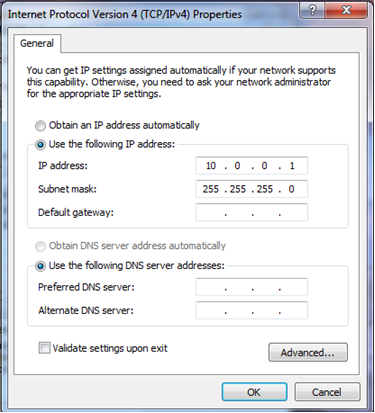 Internet Protocol Version 4 (TCP/IPv4) Properties
General
You can get IP settings assigned automatically if your network supports
this capability. Otherwise, you need to ask your network administrator
for the appropriate IP settings.
Obtain an IP address automatically
Use the following IP address:
IP address: 10 . 0 . 0 . 1
Subnet mask: 255 . 255 . 255 . 0
Default gateway: . . .
Obtain DNS server address automatically
Use the following DNS server addresses:
Preferred DNS server: . . .
Alternate DNS server: . . .
Validate settings upon exit
Advanced...
OK Cancel